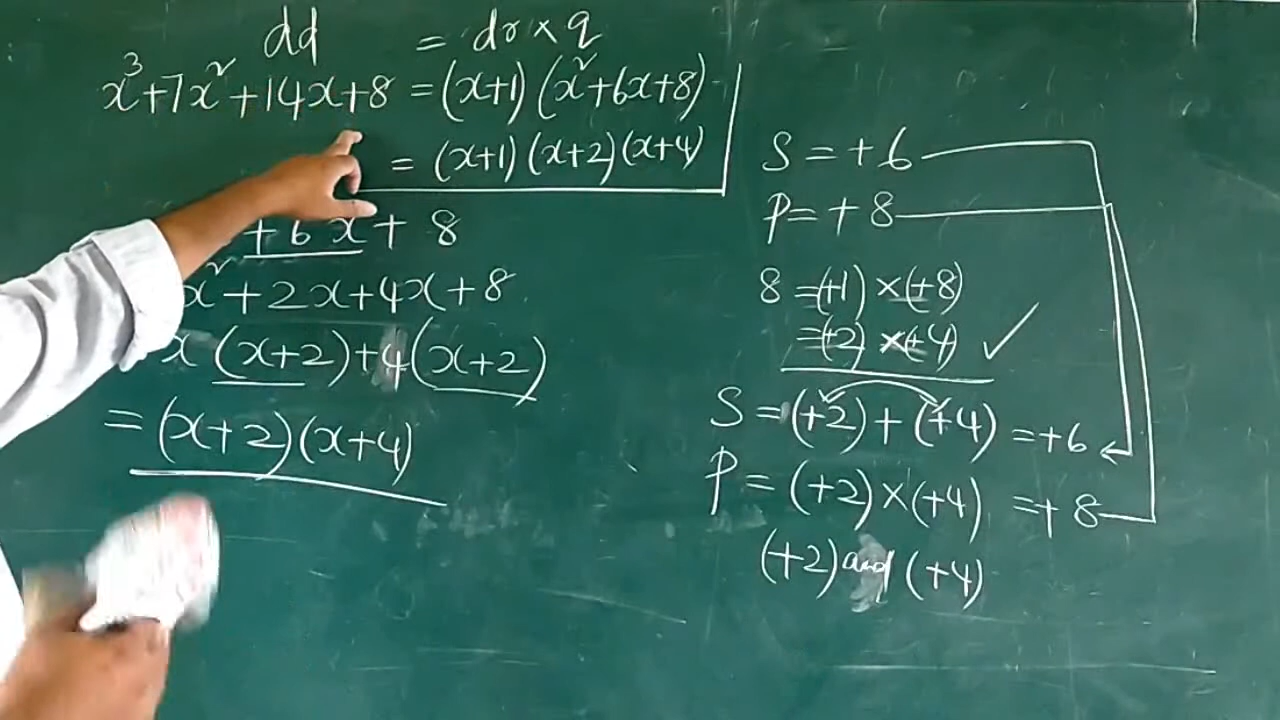 dd = dr × q
x³+7x²+14x+8 = (x+1) (x²+6x+8)
= (x+1) (x+2) (x+4)
+6x + 8
x²+2x+4x+8
x (x+2)+4(x+2)
= (x+2)(x+4)
S = +6
P = +8
8 = (+1) × (+8)
= (+2) × (+4) ✓
S = (+2) + (+4) = +6
P = (+2) × (+4) = +8
(+2) and (+4)